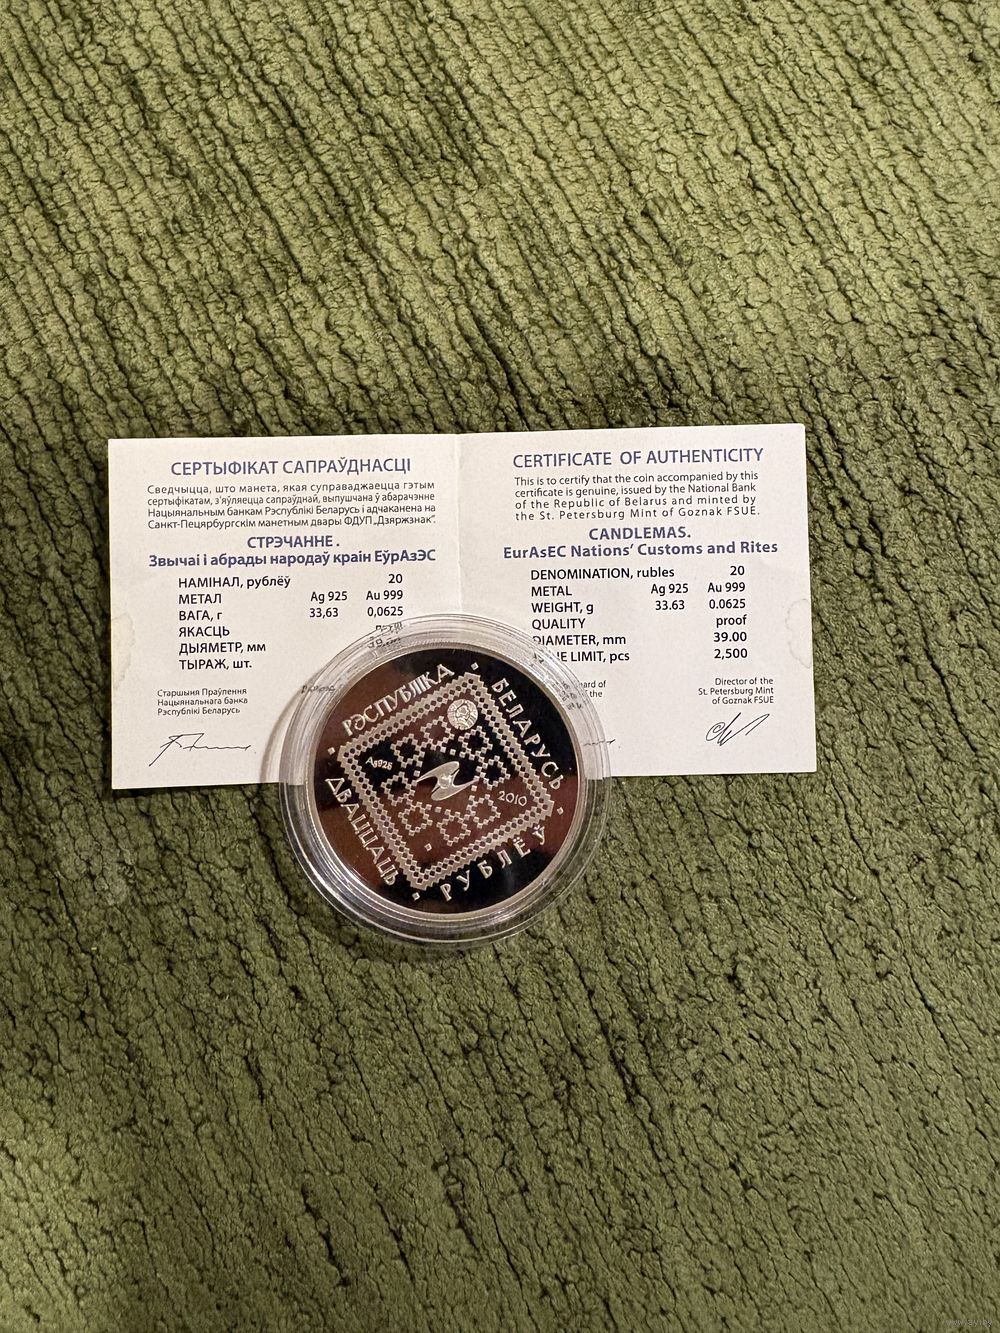 СЕРТЫФІКАТ САПРАЎДНАСЦІ
Сведчыцца, што манета, якая суправаджаецца гэтым
сертыфікатам, з'яўляецца сапраўднай, выпушчана ў абарачэнне
Нацыянальным банкам Рэспублікі Беларусь і адчаканена на
Санкт-Пецярбургскім манетным двары ФДУП „Дзяржзнак".
СТРЭЧАННЕ .
Звычаі і абрады народаў краін ЕўрАзЭС
НАМІНАЛ, рублёў 20
МЕТАЛ Ag 925 Au 999
ВАГА, г 33,63 0,0625
ЯКАСЦЬ
ДЫЯМЕТР, мм
ТЫРАЖ, шт.
Старшыня Праўлення
Нацыянальнага банка
Рэспублікі Беларусь
CERTIFICATE OF AUTHENTICITY
This is to certify that the coin accompanied by this
certificate is genuine, issued by the National Bank
of the Republic of Belarus and minted by
the St. Petersburg Mint of Goznak FSUE.
CANDLEMAS.
EurAsEC Nations' Customs and Rites
DENOMINATION, rubles 20
METAL Ag 925 Au 999
WEIGHT, g 33.63 0.0625
QUALITY proof
DIAMETER, mm 39.00
LIMIT, pcs 2,500
of
the
Director of the
St. Petersburg Mint
of Goznak FSUE
РЭСПУБЛІКА
БЕЛАРУСЬ
Ag925
2010
ДВАЦЦАЦЬ
РУБЛЁЎ